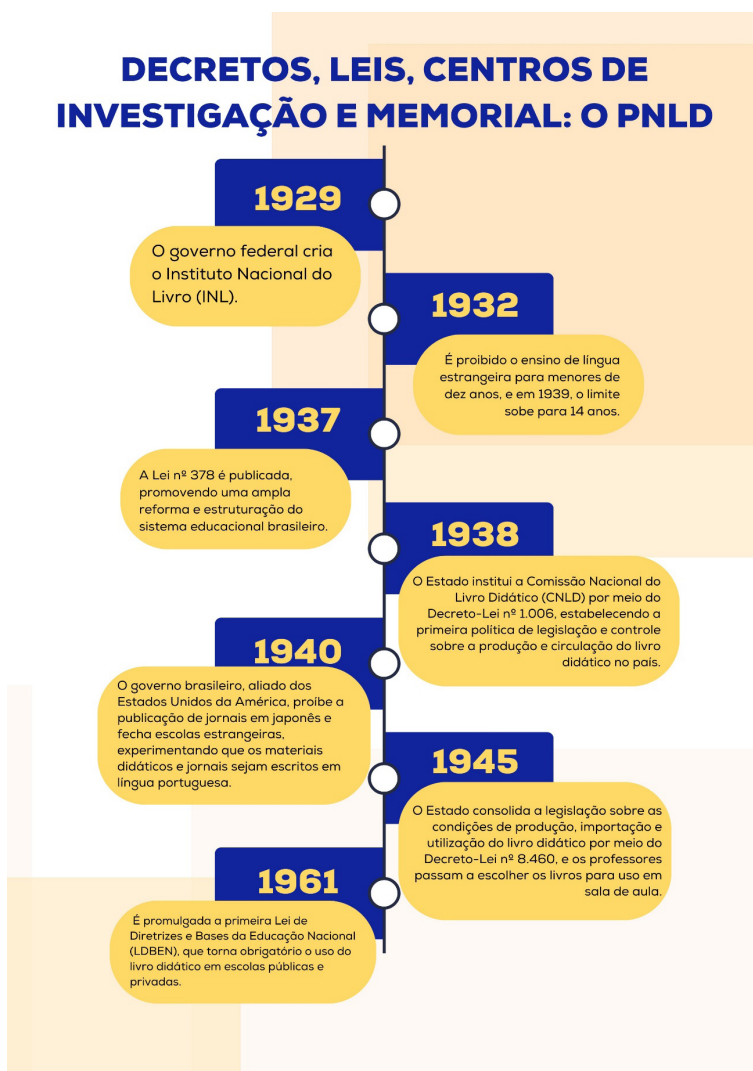 DECRETOS, LEIS, CENTROS DE
INVESTIGAÇÃO E MEMORIAL: O PNLD
1929
O governo federal cria
o Instituto Nacional do
Livro (INL).
1932
É proibido o ensino de língua
estrangeira para menores de
dez anos, e em 1939, o limite
sobe para 14 anos.
1937
A Lei nº 378 é publicada,
promovendo uma ampla
reforma e estruturação do
sistema educacional brasileiro.
1938
O Estado institui a Comissão Nacional do
Livro Didático (CNLD) por meio do
Decreto-Lei nº 1.006, estabelecendo a
primeira política de legislação e controle
sobre a produção e circulação do livro
didático no país.
1940
O governo brasileiro, aliado dos
Estados Unidos da América, proíbe a
publicação de jornais em japonês e
fecha escolas estrangeiras,
experimentando que os materiais
didáticos e jornais sejam escritos em
língua portuguesa.
1945
O Estado consolida a legislação sobre as
condições de produção, importação e
utilização do livro didático por meio do
Decreto-Lei nº 8.460, e os professores
passam a escolher os livros para uso em
sala de aula.
1961
É promulgada a primeira Lei de
Diretrizes e Bases da Educação Nacional
(LDBEN), que torna obrigatório o uso do
livro didático em escolas públicas e
privadas.